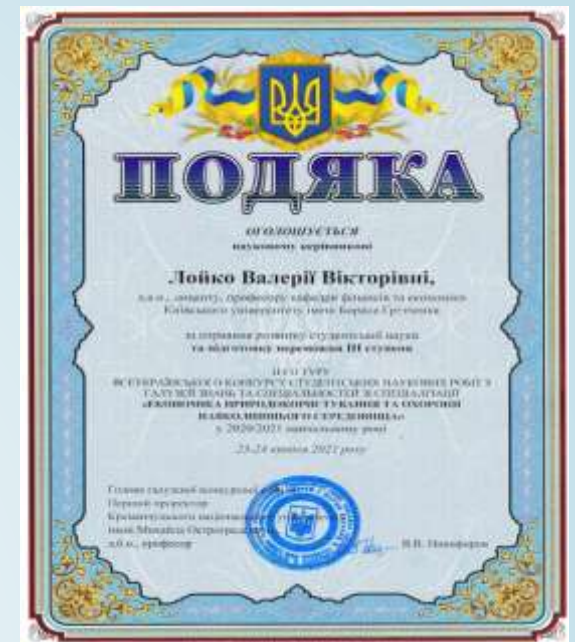 ПОДЯКА
ОГОЛОШУЄТЬСЯ
науковому керівникові
Лойко Валерії Вікторівні,
д.е.н., доценту, професору кафедри фінансів та економіки
Київського університету імені Бориса Грінченка
за сприяння розвитку студентської науки
та підготовку переможця ІІІ ступеня
ІІ-ГО ТУРУ
ВСЕУКРАЇНСЬКОГО КОНКУРСУ СТУДЕНТСЬКИХ НАУКОВИХ РОБІТ З
ГАЛУЗЕЙ ЗНАНЬ ТА СПЕЦІАЛЬНОСТЕЙ ЗІ СПЕЦІАЛІЗАЦІЇ
«ЕКОНОМІКА ПРИРОДОКОРИСТУВАННЯ ТА ОХОРОНИ
НАВКОЛИШНЬОГО СЕРЕДОВИЩА»
у 2020/2021 навчальному році
23-24 квітня 2021 року
Голова галузевої конкурсної
Перший проректор
Кременчуцького національного
імені Михайла
д.б.н., професор В.В. Никифоров